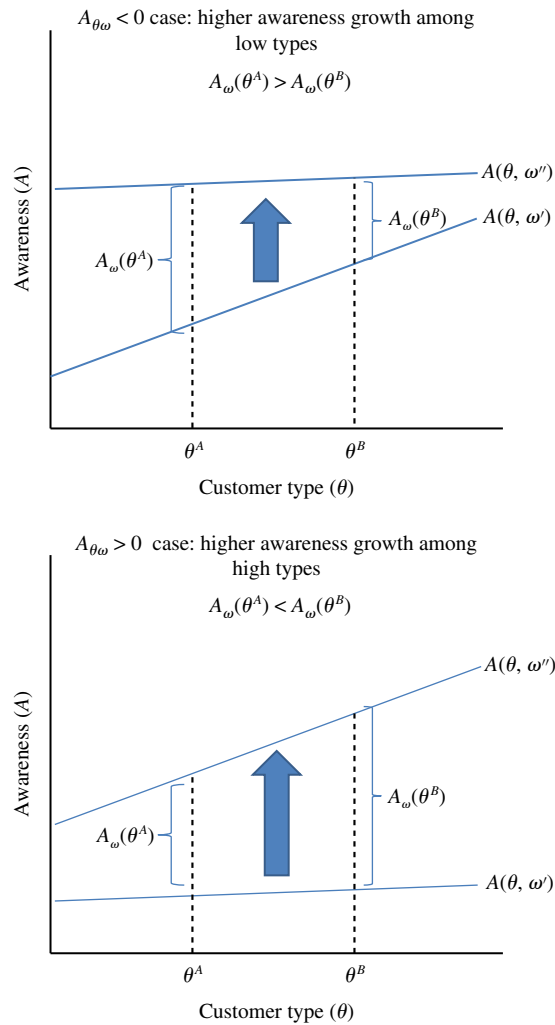 A_θω < 0 case: higher awareness growth among
low types
A_ω(θ^A) > A_ω(θ^B)
Awareness (A)
A(θ, ω″)
A(θ, ω′)
A_ω(θ^B)
A_ω(θ^A)
θ^A
θ^B
Customer type (θ)
A_θω > 0 case: higher awareness growth among
high types
A_ω(θ^A) < A_ω(θ^B)
Awareness (A)
A(θ, ω″)
A_ω(θ^B)
A_ω(θ^A)
A(θ, ω′)
θ^A
θ^B
Customer type (θ)